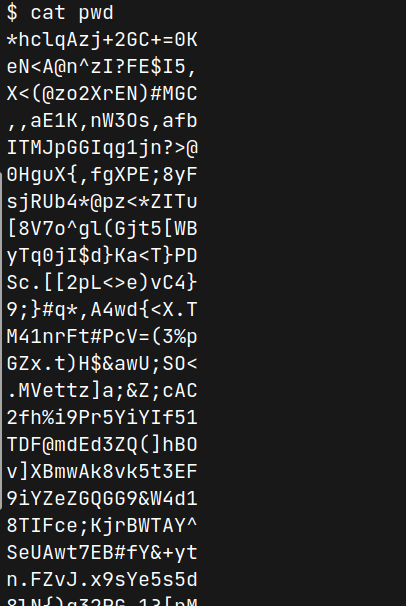 $ cat pwd
*hclqAzj+2GC+=0K
eN<A@n^zI?FE$I5,
X<(@zo2XrEN)#MGC
,,aE1K,nW3Os,afb
ITMJpGGIqg1jn?>@
0HguX{,fgXPE;8yF
sjRUb4*@pz<*ZITu
[8V7o^gl(Gjt5[WB
yTq0jI$d}Ka<T}PD
Sc.[[2pL<>e)vC4}
9;}#q*,A4wd{<X.T
M41nrFt#PcV=(3%p
GZx.t)H$&awU;SO<
.MVettz]a;&Z;cAC
2fh%i9Pr5YiYIf51
TDF@mdEd3ZQ(]hBO
v]XBmwAk8vk5t3EF
9iYZeZGQGG9&W4d1
8TIFce;KjrBWTAY^
SeUAwt7EB#fY&+yt
n.FZvJ.x9sYe5s5d